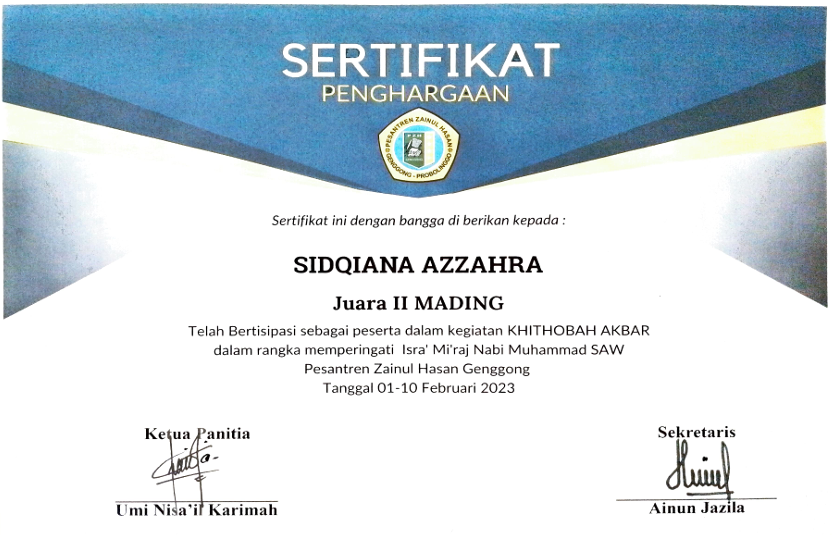 SERTIFIKAT
PENGHARGAAN
PESANTREN ZAINUL HASAN
GENGGONG - PROBOLINGGO
Sertifikat ini dengan bangga di berikan kepada :
SIDQIANA AZZAHRA
Juara II MADING
Telah Bertisipasi sebagai peserta dalam kegiatan KHITHOBAH AKBAR
dalam rangka memperingati Isra' Mi'raj Nabi Muhammad SAW
Pesantren Zainul Hasan Genggong
Tanggal 01-10 Februari 2023
Ketua Panitia
Sekretaris
Umi Nisa'il Karimah
Ainun Jazila